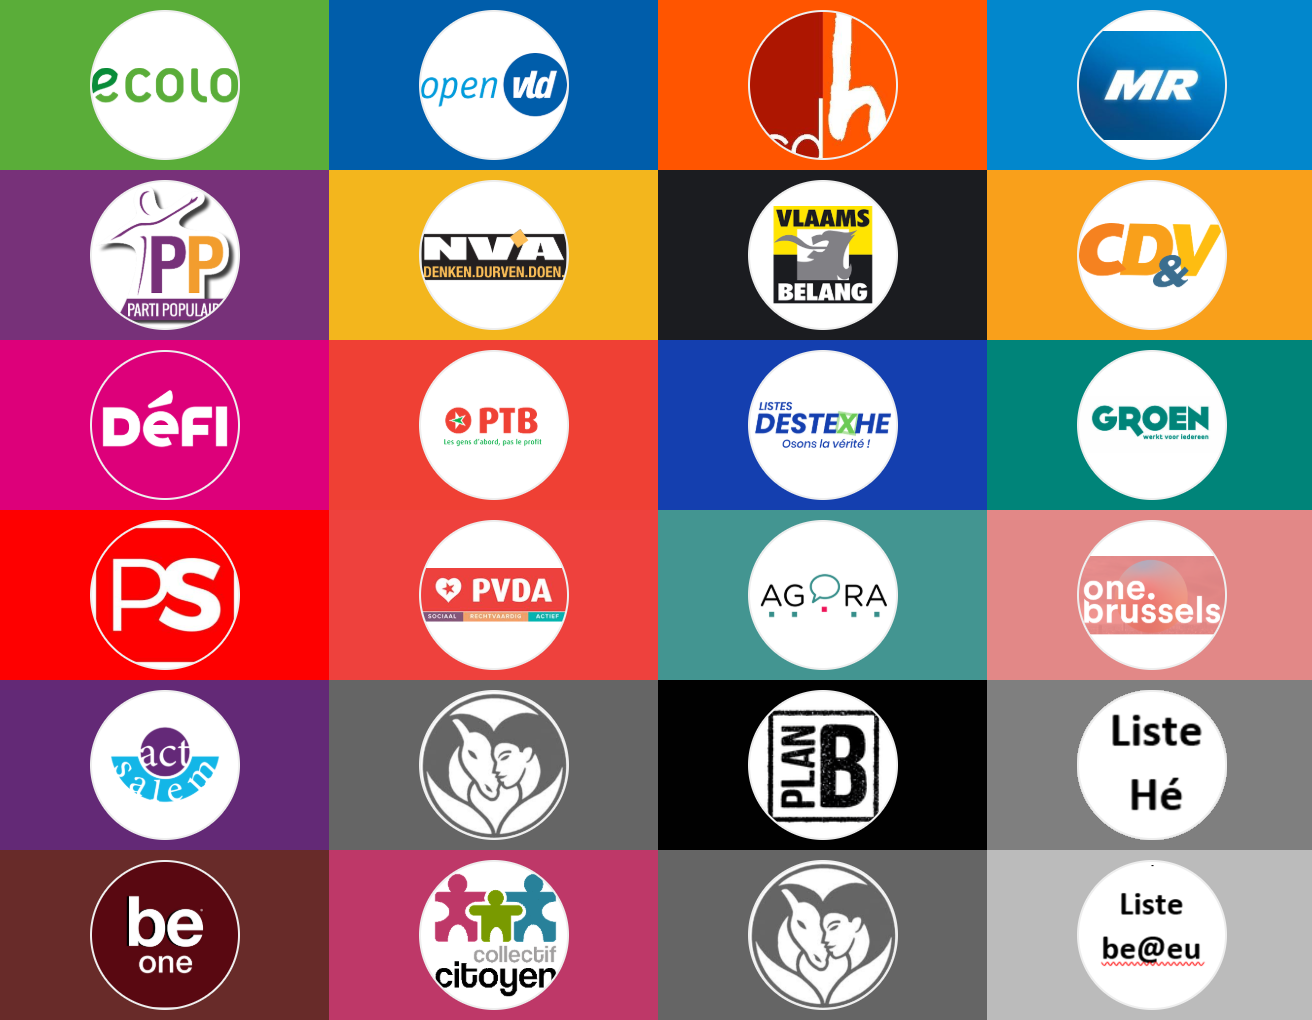 ecolo
open vld
cdh
MR
PP
PARTI POPULAIR
N-VA
DENKEN.DURVEN.DOEN.
VLAAMS
BELANG
CD&V
DéFI
PTB
Les gens d'abord, pas le profit
LISTES
DESTEXHE
Osons la vérité !
GROEN
werkt voor iedereen
PS
PVDA
SOCIAAL RECHTVAARDIG ACTIEF
AGORA
one.
brussels
act
salem
PLAN B
Liste
Hé
be
one
collectif
citoyen
Liste
be@eu